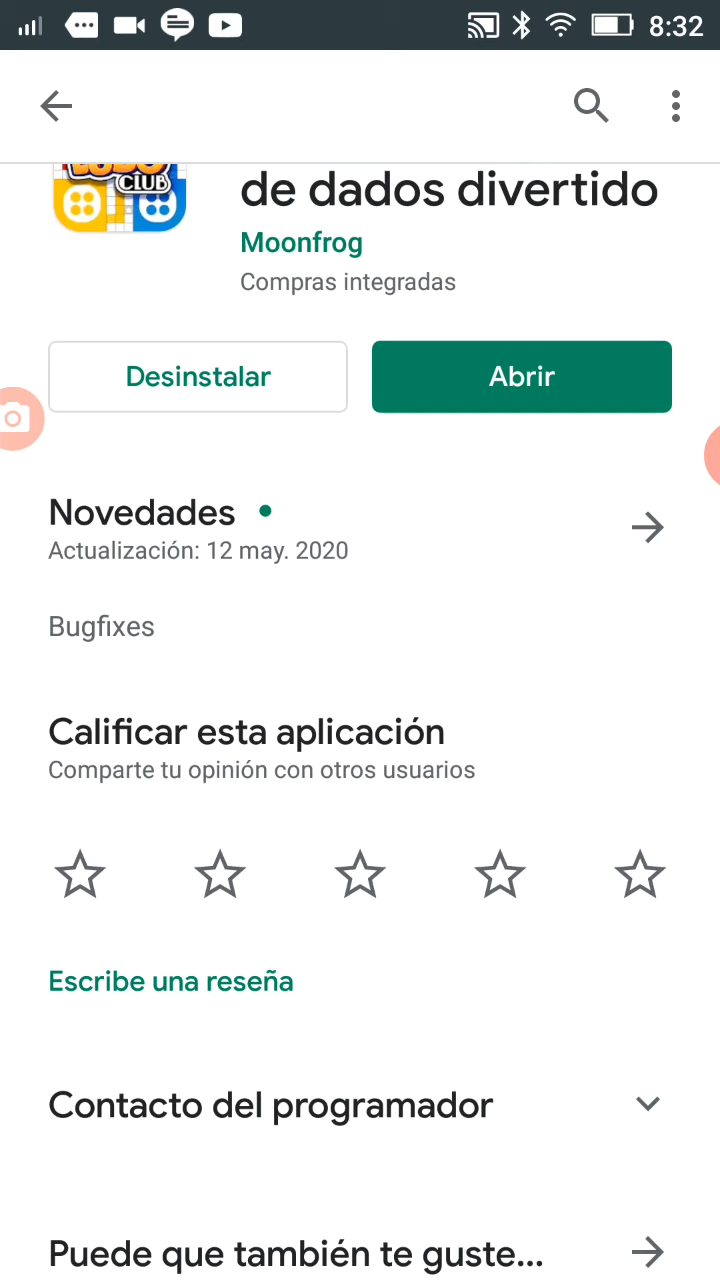 8:32
CLUB
de dados divertido
Moonfrog
Compras integradas
Desinstalar
Abrir
Novedades
Actualización: 12 may. 2020
Bugfixes
Calificar esta aplicación
Comparte tu opinión con otros usuarios
Escribe una reseña
Contacto del programador
Puede que también te guste...